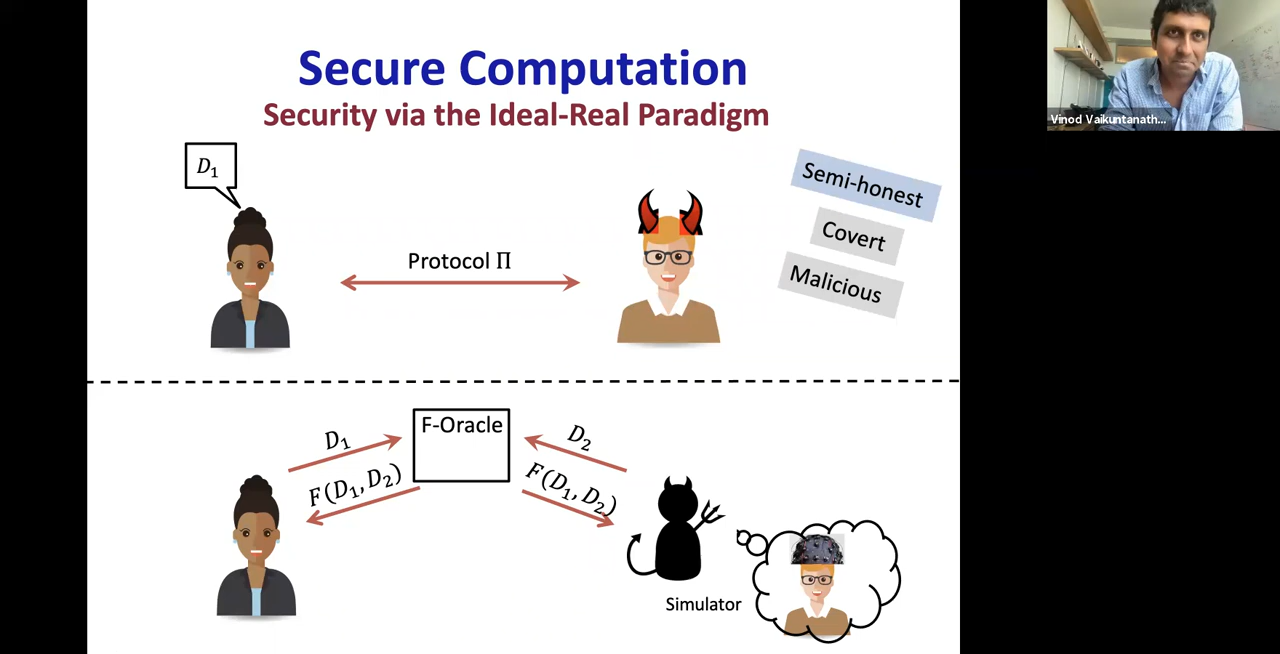 Secure Computation
Security via the Ideal-Real Paradigm
D₁
Semi-honest
Covert
Malicious
Protocol Π
Vinod Vaikuntanath...
F-Oracle
D₁
D₂
F(D₁, D₂)
F(D₁, D₂)
Simulator